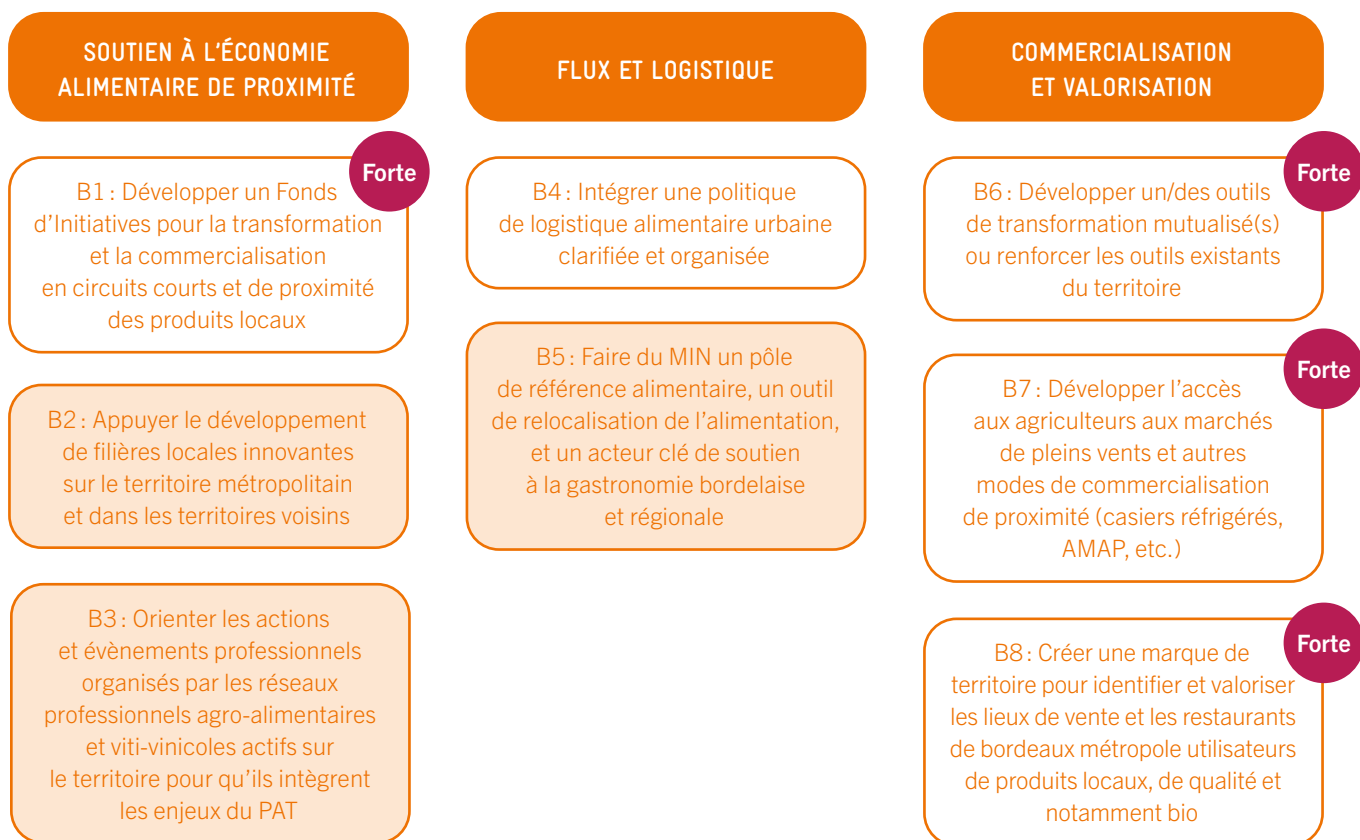 SOUTIEN À L'ÉCONOMIE
ALIMENTAIRE DE PROXIMITÉ
Forte
B1 : Développer un Fonds
d'Initiatives pour la transformation
et la commercialisation
en circuits courts et de proximité
des produits locaux
B2 : Appuyer le développement
de filières locales innovantes
sur le territoire métropolitain
et dans les territoires voisins
B3 : Orienter les actions
et évènements professionnels
organisés par les réseaux
professionnels agro-alimentaires
et viti-vinicoles actifs sur
le territoire pour qu'ils intègrent
les enjeux du PAT
FLUX ET LOGISTIQUE
B4 : Intégrer une politique
de logistique alimentaire urbaine
clarifiée et organisée
B5 : Faire du MIN un pôle
de référence alimentaire, un outil
de relocalisation de l'alimentation,
et un acteur clé de soutien
à la gastronomie bordelaise
et régionale
COMMERCIALISATION
ET VALORISATION
Forte
B6 : Développer un/des outils
de transformation mutualisé(s)
ou renforcer les outils existants
du territoire
Forte
B7 : Développer l'accès
aux agriculteurs aux marchés
de pleins vents et autres
modes de commercialisation
de proximité (casiers réfrigérés,
AMAP, etc.)
Forte
B8 : Créer une marque de
territoire pour identifier et valoriser
les lieux de vente et les restaurants
de bordeaux métropole utilisateurs
de produits locaux, de qualité et
notamment bio